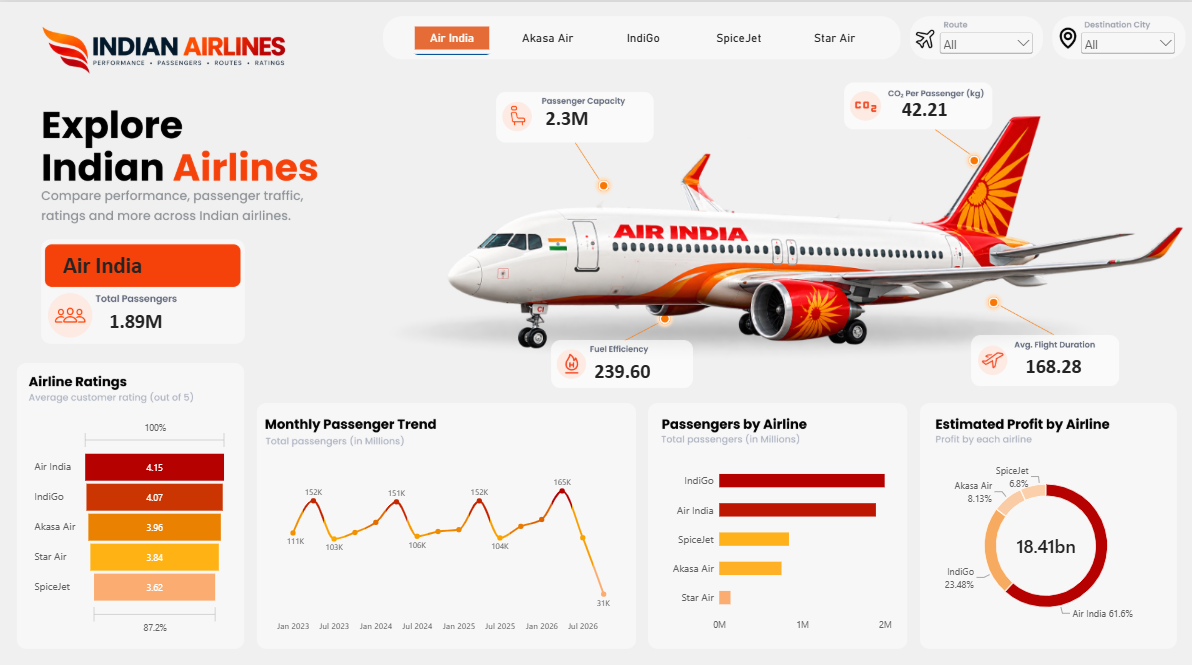 INDIAN AIRLINES
PERFORMANCE • PASSENGERS • ROUTES • RATINGS
Air India
Akasa Air
IndiGo
SpiceJet
Star Air
Route
All
Destination City
All
Explore
Indian Airlines
Compare performance, passenger traffic,
ratings and more across Indian airlines.
Air India
Total Passengers
1.89M
Passenger Capacity
2.3M
CO₂
CO₂ Per Passenger (kg)
42.21
AIR INDIA
Fuel Efficiency
239.60
Avg. Flight Duration
168.28
Airline Ratings
Average customer rating (out of 5)
100%
Air India 4.15
IndiGo 4.07
Akasa Air 3.96
Star Air 3.84
SpiceJet 3.62
87.2%
Monthly Passenger Trend
Total passengers (in Millions)
152K 151K 152K 165K
111K 103K 106K 104K 31K
Jan 2023 Jul 2023 Jan 2024 Jul 2024 Jan 2025 Jul 2025 Jan 2026 Jul 2026
Passengers by Airline
Total passengers (in Millions)
IndiGo
Air India
SpiceJet
Akasa Air
Star Air
0M 1M 2M
Estimated Profit by Airline
Profit by each airline
SpiceJet
6.8%
Akasa Air
8.13%
18.41bn
IndiGo
23.48%
Air India 61.6%